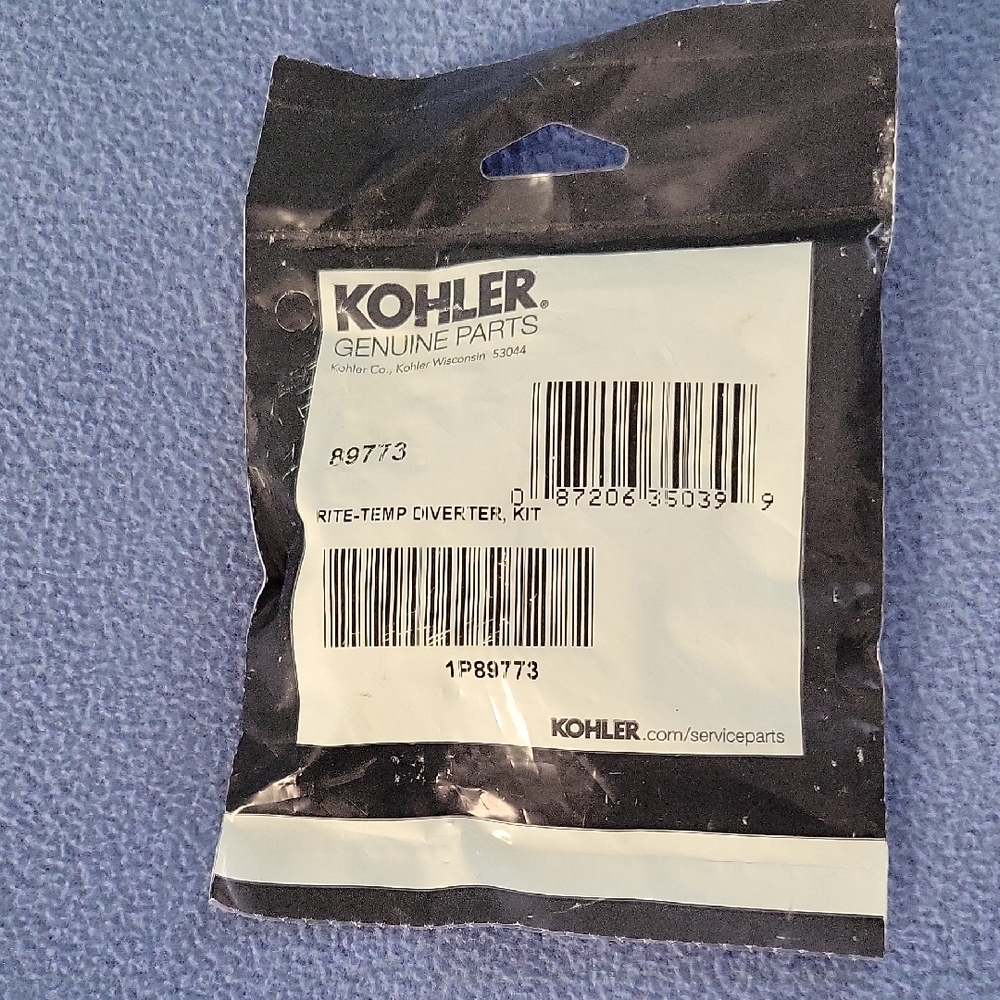 KOHLER®
GENUINE PARTS
Kohler Co., Kohler Wisconsin 53044
89773
0 87206 35039 9
RITE-TEMP DIVERTER, KIT
1P89773
KOHLER.com/serviceparts